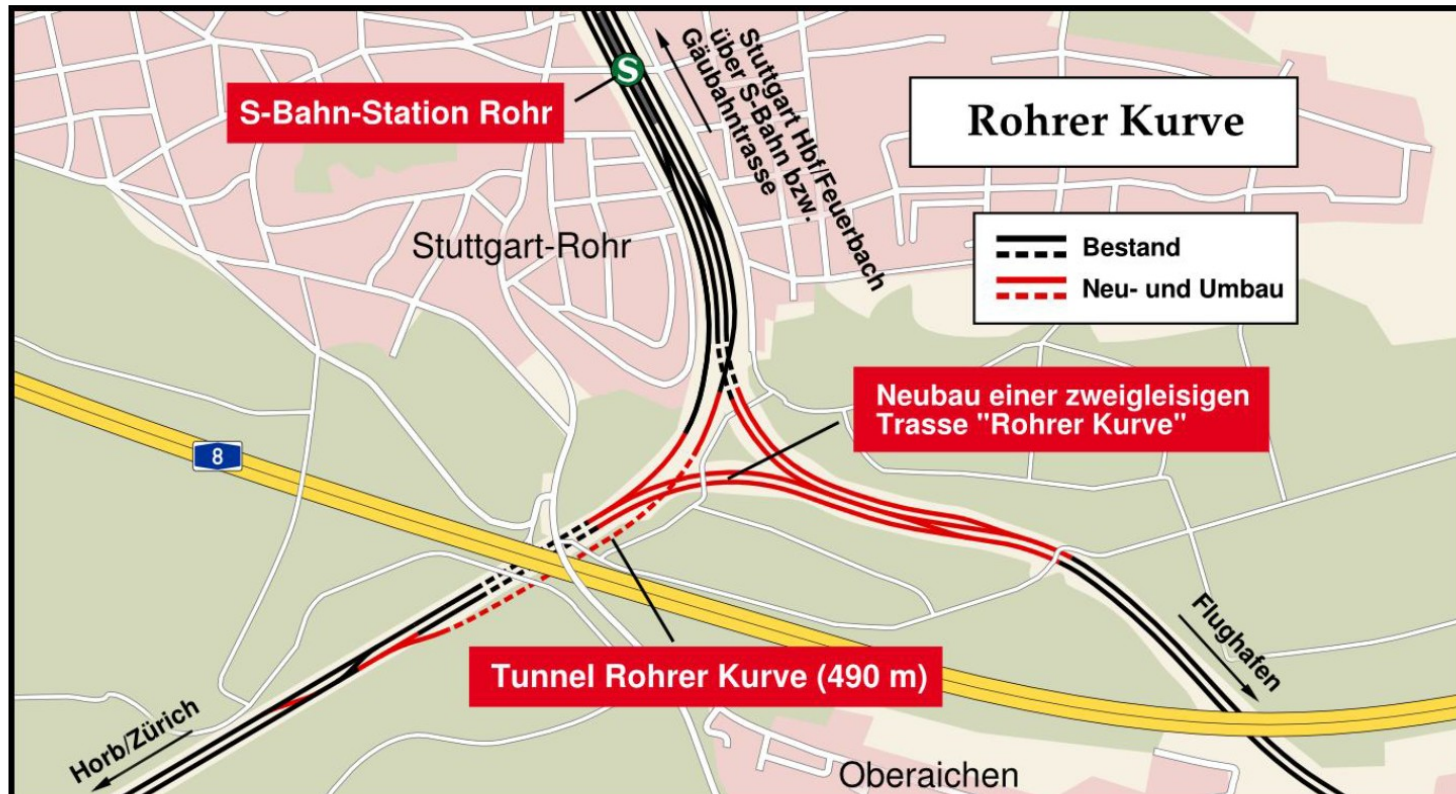 Rohrer Kurve
S
S-Bahn-Station Rohr
Stuttgart Hbf/Feuerbach
über S-Bahn bzw.
Gäubahntrasse
Stuttgart-Rohr
Bestand
Neu- und Umbau
Neubau einer zweigleisigen
Trasse "Rohrer Kurve"
8
Tunnel Rohrer Kurve (490 m)
Flughafen
Horb/Zürich
Oberaichen